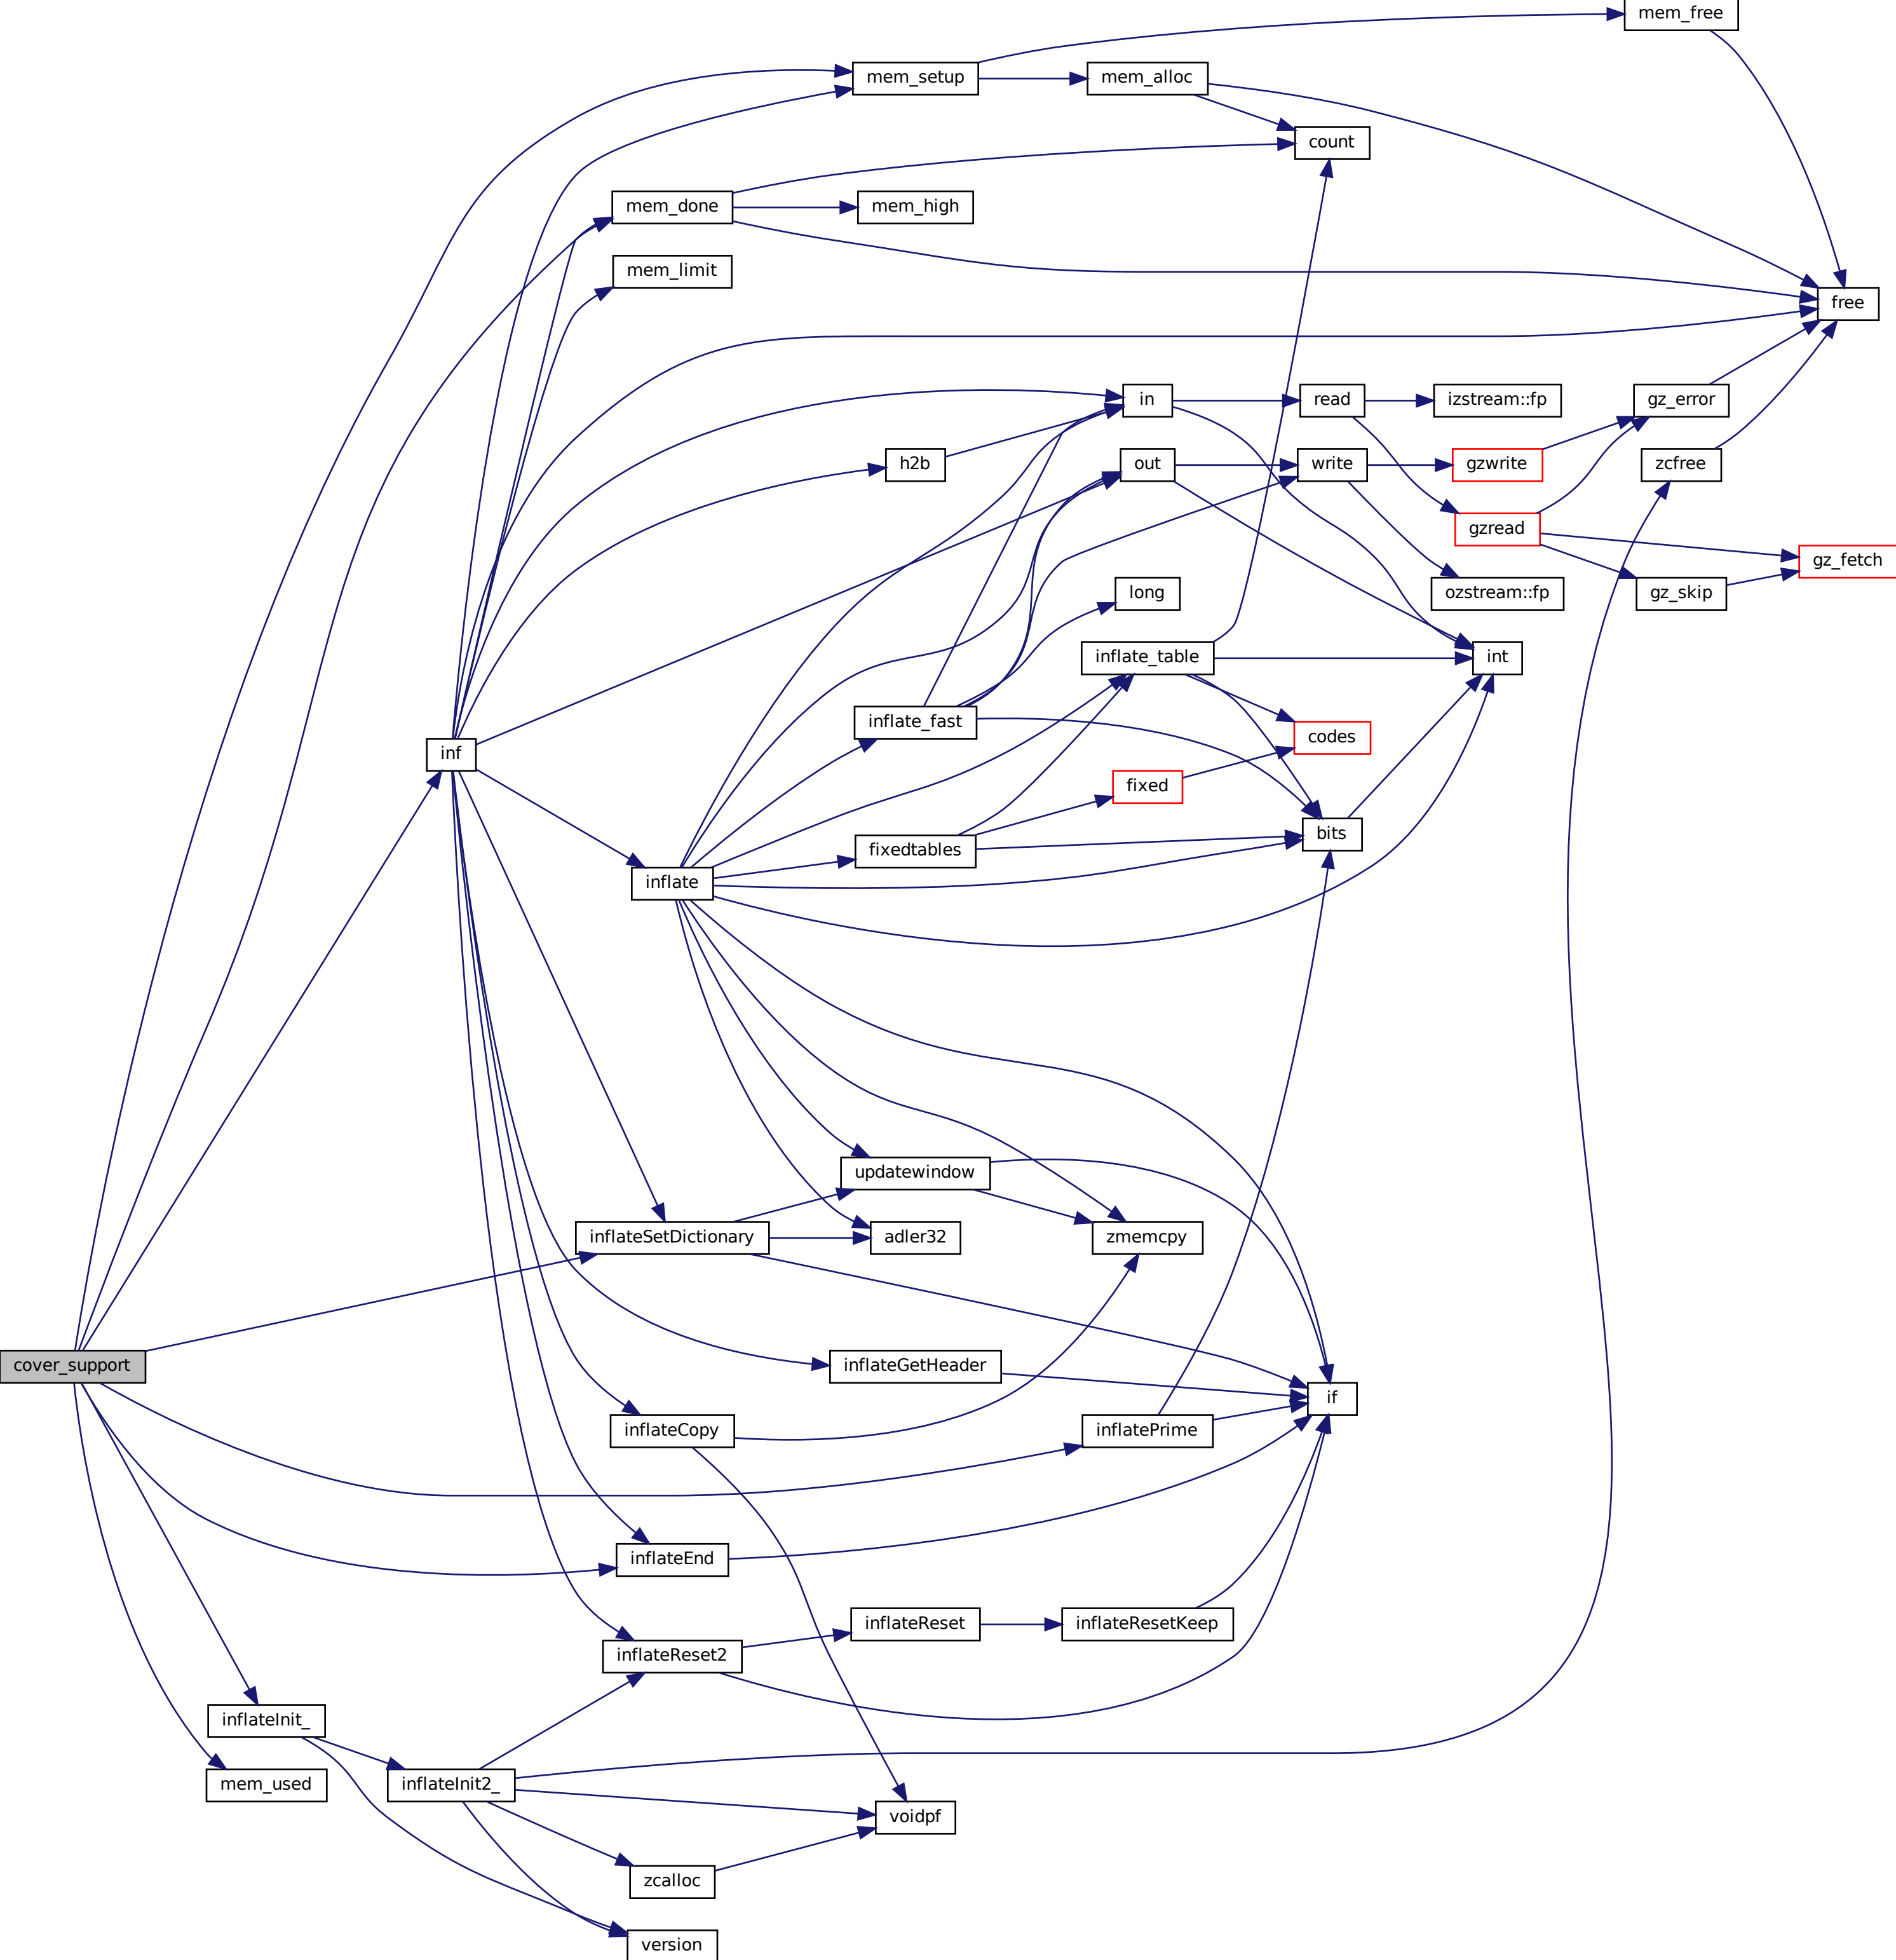 mem_free
mem_setup
mem_alloc
count
mem_done
mem_high
mem_limit
free
in
read
izstream::fp
gz_error
h2b
out
write
gzwrite
zcfree
gzread
gz_fetch
long
ozstream::fp
gz_skip
inflate_table
int
inflate_fast
codes
inf
fixed
bits
fixedtables
inflate
updatewindow
inflateSetDictionary
adler32
zmemcpy
cover_support
inflateGetHeader
if
inflateCopy
inflatePrime
inflateEnd
inflateReset
inflateResetKeep
inflateReset2
inflateInit_
mem_used
inflateInit2_
voidpf
zcalloc
version